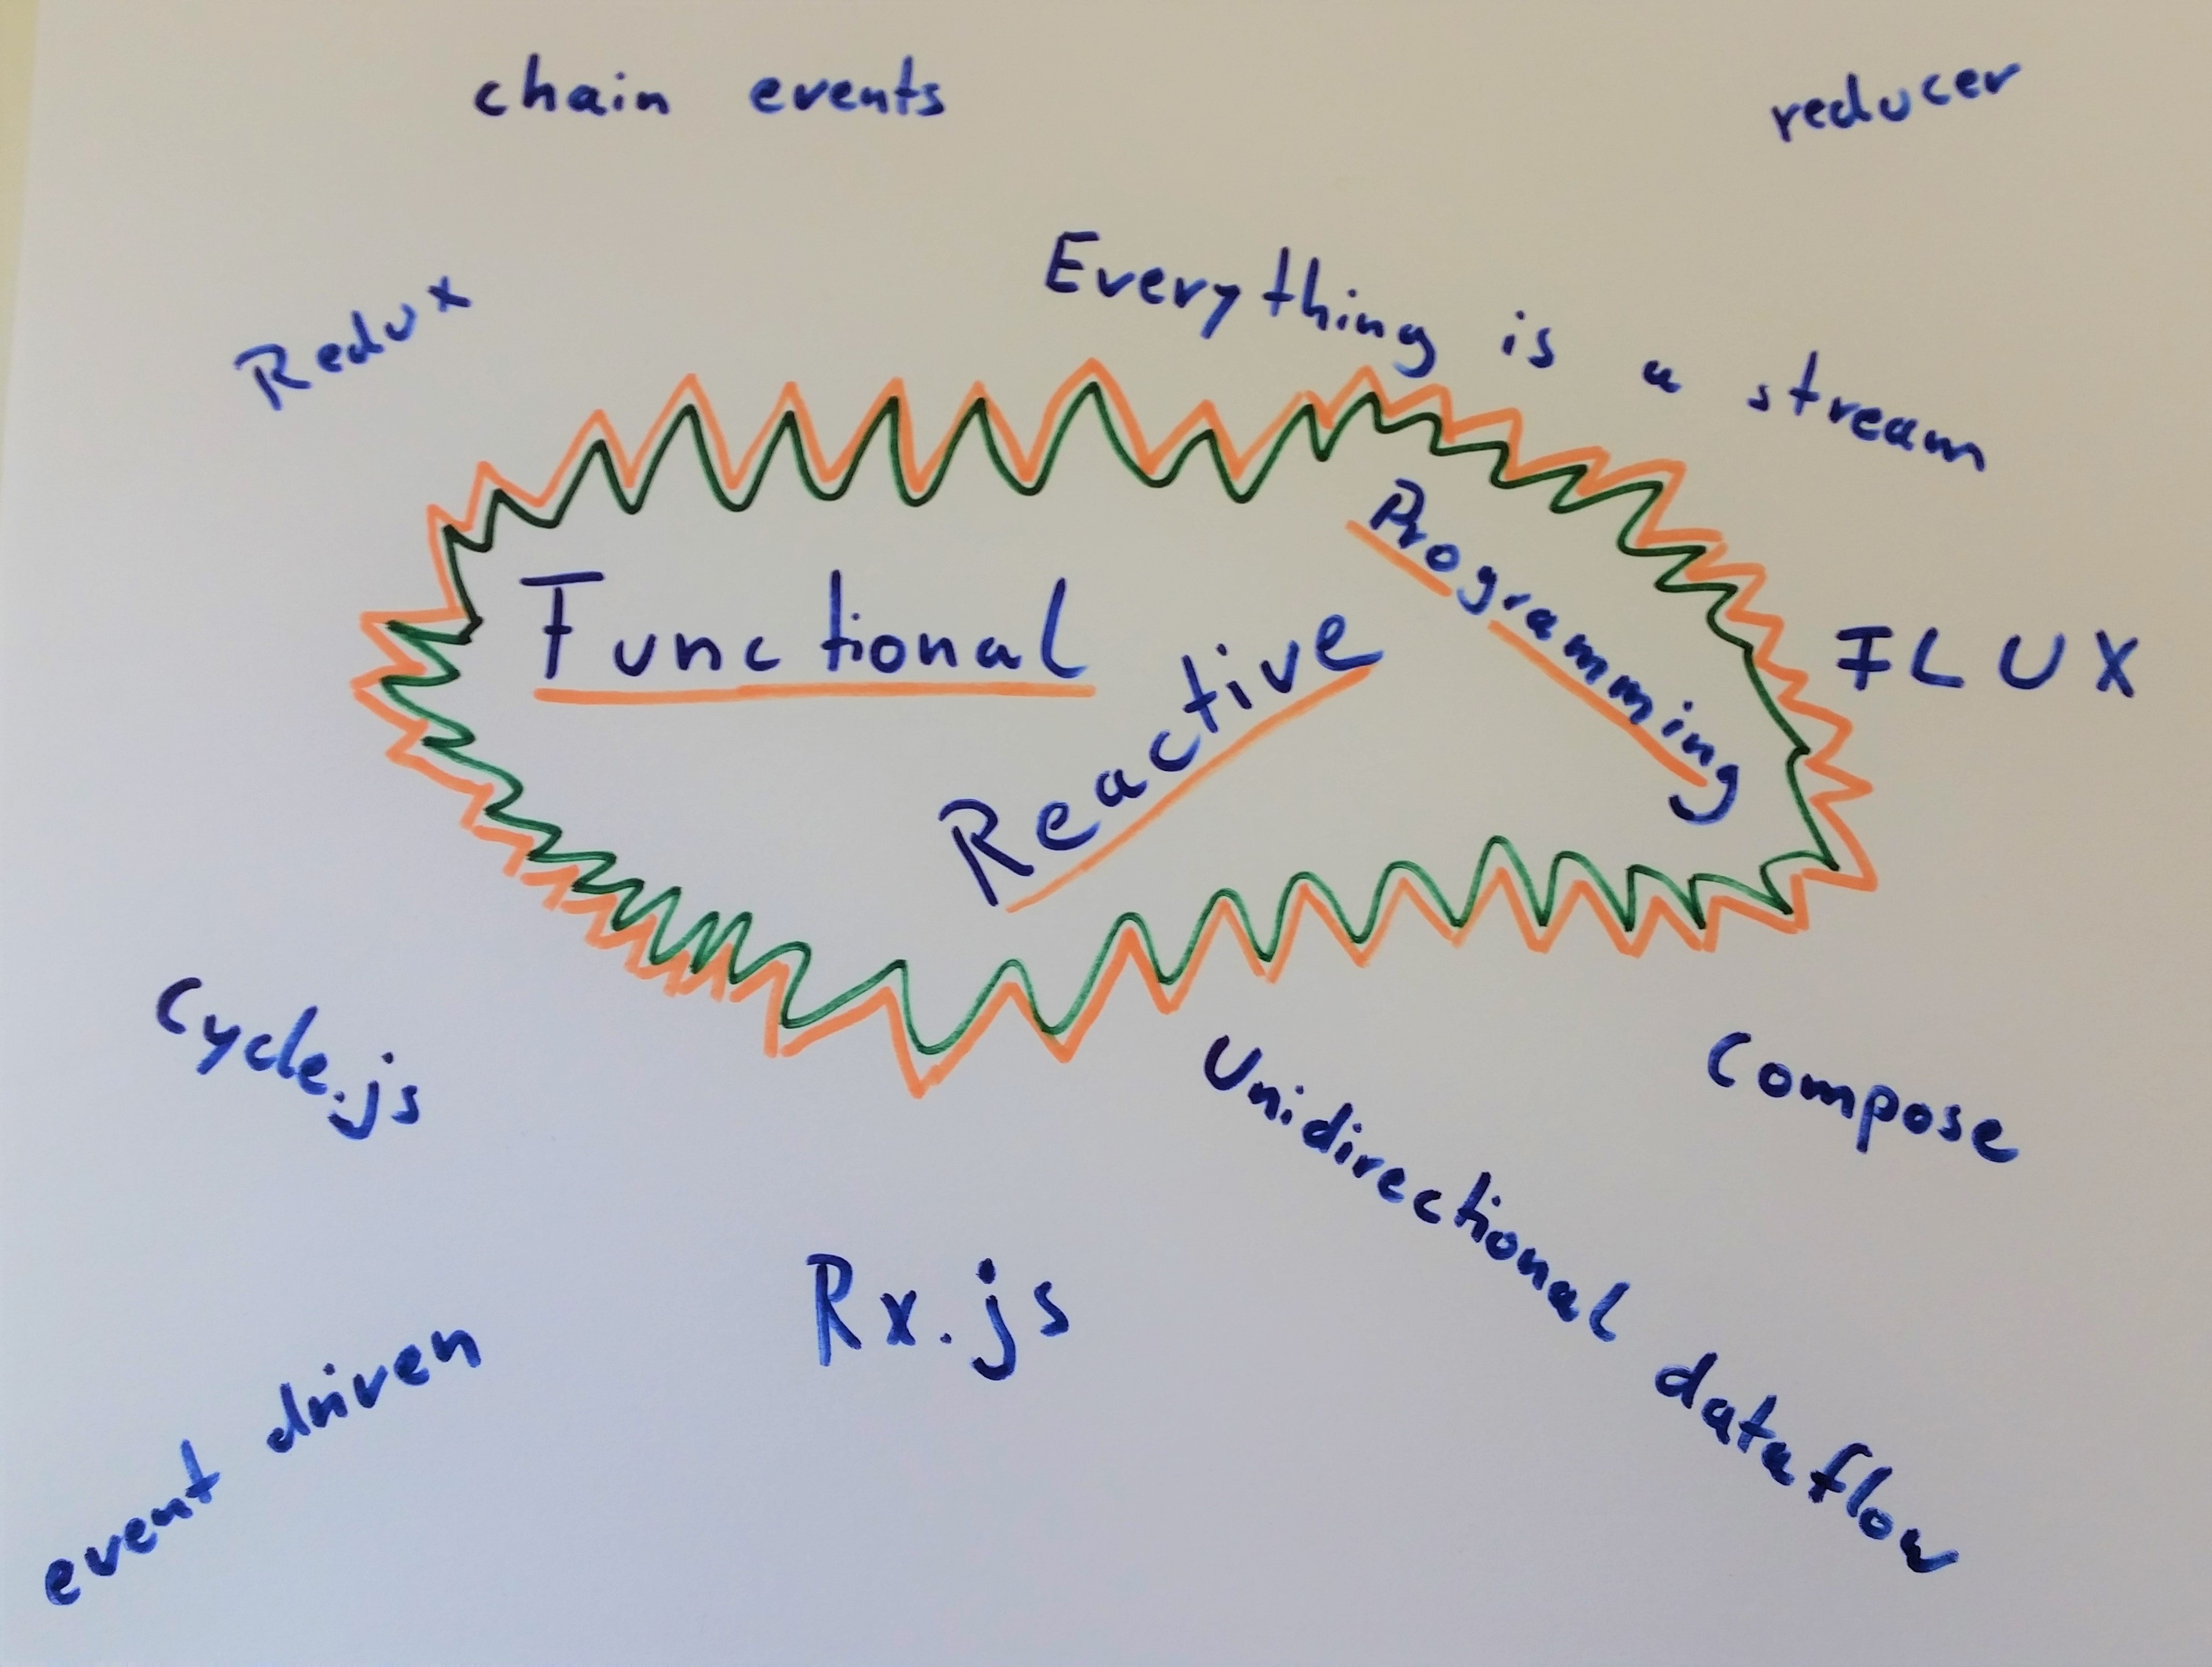 chain events
reducer
Redux
Everything is a stream
Functional
Reactive
Programming
FLUX
Cycle.js
Compose
Unidirectional dataflow
Rx.js
event driven